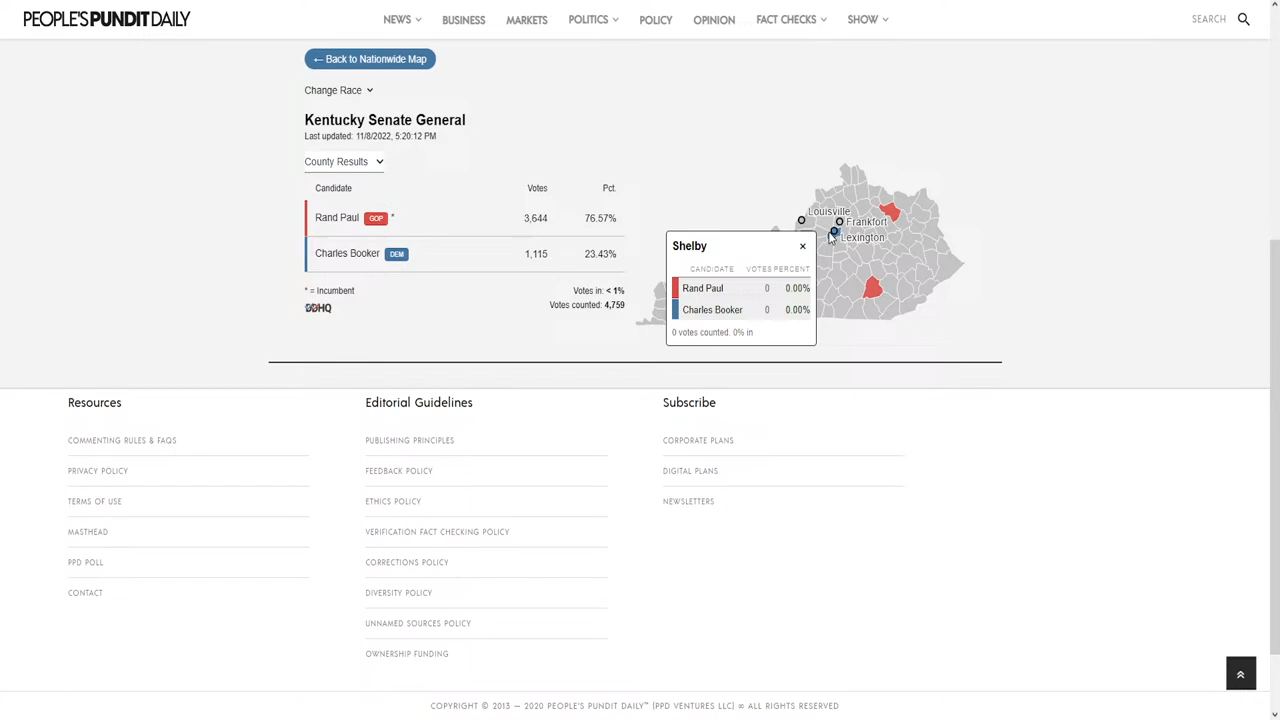 PEOPLE'S PUNDIT DAILY
NEWS BUSINESS MARKETS POLITICS POLICY OPINION FACT CHECKS SHOW SEARCH
← Back to Nationwide Map
Change Race
Kentucky Senate General
Last updated: 11/8/2022, 5:20:12 PM
County Results
Candidate Votes Pct.
Rand Paul GOP * 3,644 76.57%
Charles Booker DEM 1,115 23.43%
* = Incumbent Votes in: < 1%
DDHQ Votes counted: 4,759
Louisville
Frankfort
Lexington
Shelby ×
CANDIDATE VOTES PERCENT
Rand Paul 0 0.00%
Charles Booker 0 0.00%
0 votes counted. 0% in
Resources
COMMENTING RULES & FAQS
PRIVACY POLICY
TERMS OF USE
MASTHEAD
PPD POLL
CONTACT
Editorial Guidelines
PUBLISHING PRINCIPLES
FEEDBACK POLICY
ETHICS POLICY
VERIFICATION FACT CHECKING POLICY
CORRECTIONS POLICY
DIVERSITY POLICY
UNNAMED SOURCES POLICY
OWNERSHIP FUNDING
Subscribe
CORPORATE PLANS
DIGITAL PLANS
NEWSLETTERS
COPYRIGHT © 2013 — 2020 PEOPLE'S PUNDIT DAILY™ (PPD VENTURES LLC) ∞ ALL RIGHTS RESERVED